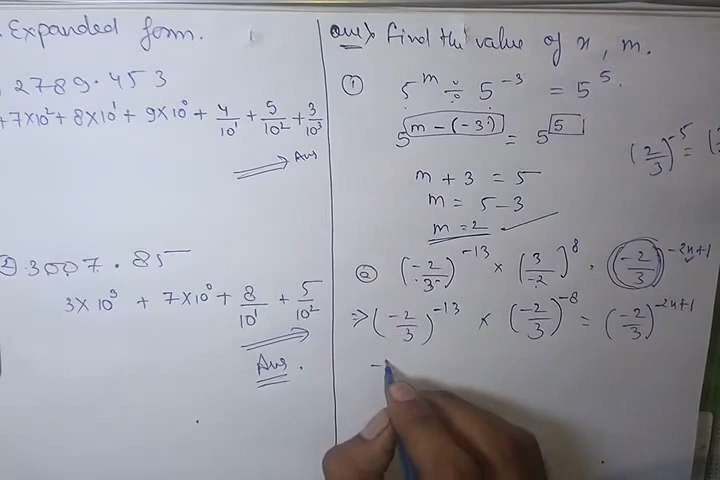 . Expanded form.
2789.453
+7×10² + 8×10¹ + 9×10⁰ + 4/10¹ + 5/10² + 3/10³
Ans
2) 3007.85
3×10³ + 7×10⁰ + 8/10¹ + 5/10²
Ans.
Ques) find the value of x, m.
① 5^m ÷ 5^-3 = 5^5.
5^m-(-3) = 5^5
m + 3 = 5
m = 5-3
m = 2
(2/3)^-5 =
② (-2/3)^-13 × (3/-2)^8 = (-2/3)^-2x+1
⇒ (-2/3)^-13 × (-2/3)^-8 = (-2/3)^-2x+1
-